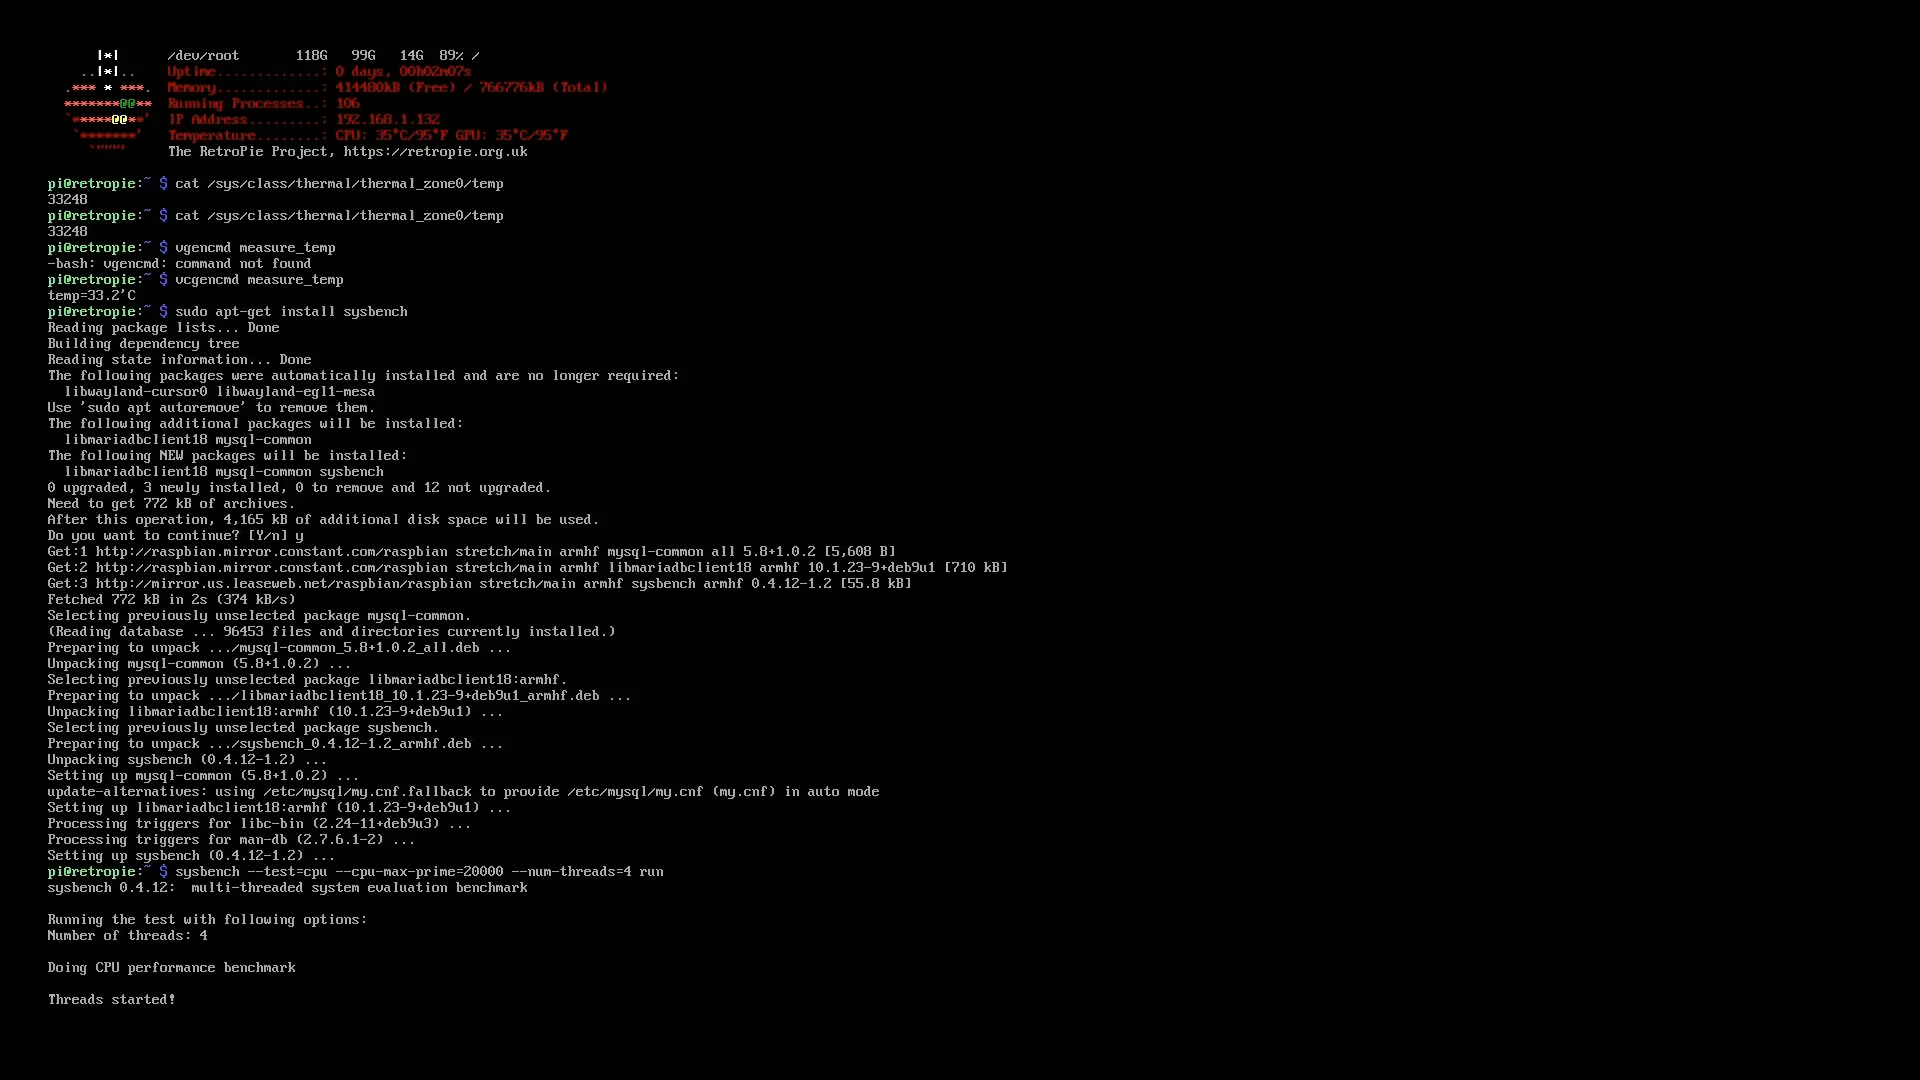 /dev/root       118G   99G   14G  89% /
Uptime.............: 0 days, 00h02m07s
Memory.............: 414480kB (Free) / 766776kB (Total)
Running Processes..: 106
IP Address.........: 192.168.1.132
Temperature........: CPU: 35°C/95°F GPU: 35°C/95°F
The RetroPie Project, https://retropie.org.uk
pi@retropie:~ $ cat /sys/class/thermal/thermal_zone0/temp
33248
pi@retropie:~ $ cat /sys/class/thermal/thermal_zone0/temp
33248
pi@retropie:~ $ vgencmd measure_temp
-bash: vgencmd: command not found
pi@retropie:~ $ vcgencmd measure_temp
temp=33.2'C
pi@retropie:~ $ sudo apt-get install sysbench
Reading package lists... Done
Building dependency tree
Reading state information... Done
The following packages were automatically installed and are no longer required:
  libwayland-cursor0 libwayland-egl1-mesa
Use 'sudo apt autoremove' to remove them.
The following additional packages will be installed:
  libmariadbclient18 mysql-common
The following NEW packages will be installed:
  libmariadbclient18 mysql-common sysbench
0 upgraded, 3 newly installed, 0 to remove and 12 not upgraded.
Need to get 772 kB of archives.
After this operation, 4,165 kB of additional disk space will be used.
Do you want to continue? [Y/n] y
Get:1 http://raspbian.mirror.constant.com/raspbian stretch/main armhf mysql-common all 5.8+1.0.2 [5,608 B]
Get:2 http://raspbian.mirror.constant.com/raspbian stretch/main armhf libmariadbclient18 armhf 10.1.23-9+deb9u1 [710 kB]
Get:3 http://mirror.us.leaseweb.net/raspbian/raspbian stretch/main armhf sysbench armhf 0.4.12-1.2 [55.8 kB]
Fetched 772 kB in 2s (374 kB/s)
Selecting previously unselected package mysql-common.
(Reading database ... 96453 files and directories currently installed.)
Preparing to unpack .../mysql-common_5.8+1.0.2_all.deb ...
Unpacking mysql-common (5.8+1.0.2) ...
Selecting previously unselected package libmariadbclient18:armhf.
Preparing to unpack .../libmariadbclient18_10.1.23-9+deb9u1_armhf.deb ...
Unpacking libmariadbclient18:armhf (10.1.23-9+deb9u1) ...
Selecting previously unselected package sysbench.
Preparing to unpack .../sysbench_0.4.12-1.2_armhf.deb ...
Unpacking sysbench (0.4.12-1.2) ...
Setting up mysql-common (5.8+1.0.2) ...
update-alternatives: using /etc/mysql/my.cnf.fallback to provide /etc/mysql/my.cnf (my.cnf) in auto mode
Setting up libmariadbclient18:armhf (10.1.23-9+deb9u1) ...
Processing triggers for libc-bin (2.24-11+deb9u3) ...
Processing triggers for man-db (2.7.6.1-2) ...
Setting up sysbench (0.4.12-1.2) ...
pi@retropie:~ $ sysbench --test=cpu --cpu-max-prime=20000 --num-threads=4 run
sysbench 0.4.12:  multi-threaded system evaluation benchmark
Running the test with following options:
Number of threads: 4
Doing CPU performance benchmark
Threads started!